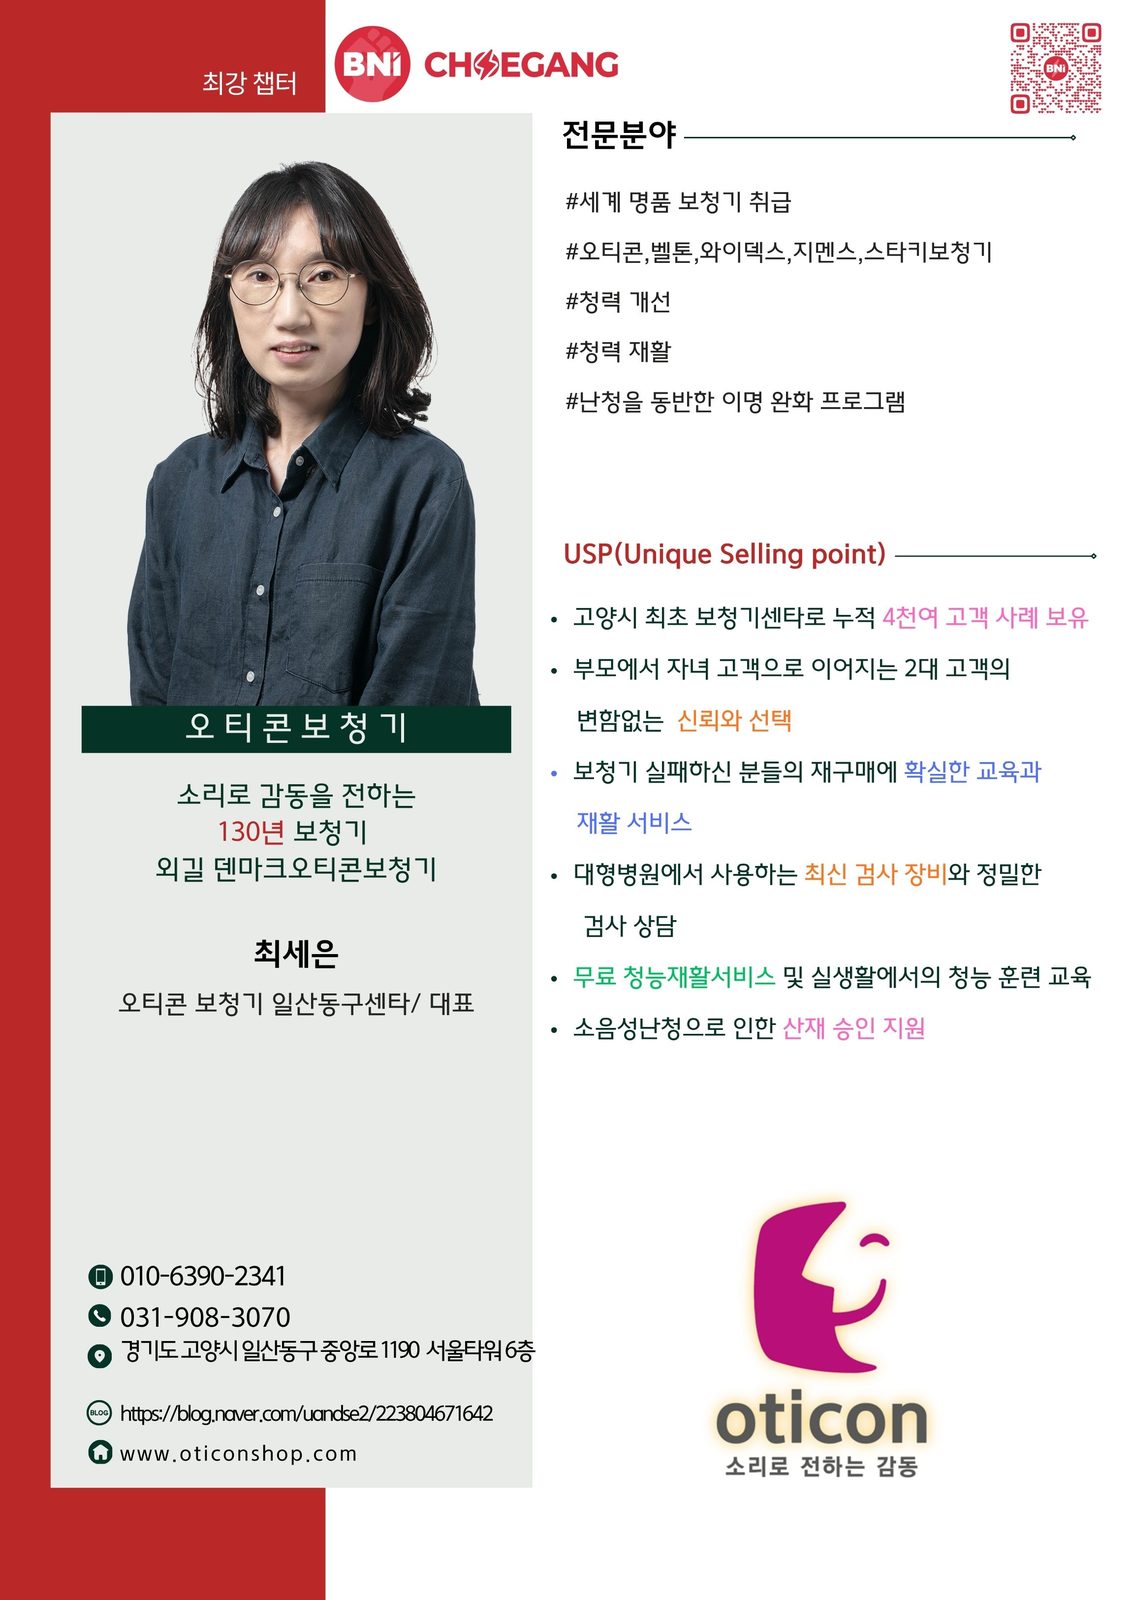 최강 챕터
BNI CHOEGANG
BNI
오티콘보청기
소리로 감동을 전하는
130년 보청기
외길 덴마크오티콘보청기
최세은
오티콘 보청기 일산동구센타/ 대표
010-6390-2341
031-908-3070
경기도 고양시 일산동구 중앙로 1190 서울타워 6층
BLOG
https://blog.naver.com/uandse2/223804671642
www.oticonshop.com
전문분야
#세계 명품 보청기 취급
#오티콘,벨톤,와이덱스,지멘스,스타키보청기
#청력 개선
#청력 재활
#난청을 동반한 이명 완화 프로그램
USP(Unique Selling point)
• 고양시 최초 보청기센타로 누적 4천여 고객 사례 보유
• 부모에서 자녀 고객으로 이어지는 2대 고객의
변함없는 신뢰와 선택
• 보청기 실패하신 분들의 재구매에 확실한 교육과
재활 서비스
• 대형병원에서 사용하는 최신 검사 장비와 정밀한
검사 상담
• 무료 청능재활서비스 및 실생활에서의 청능 훈련 교육
• 소음성난청으로 인한 산재 승인 지원
oticon
소리로 전하는 감동